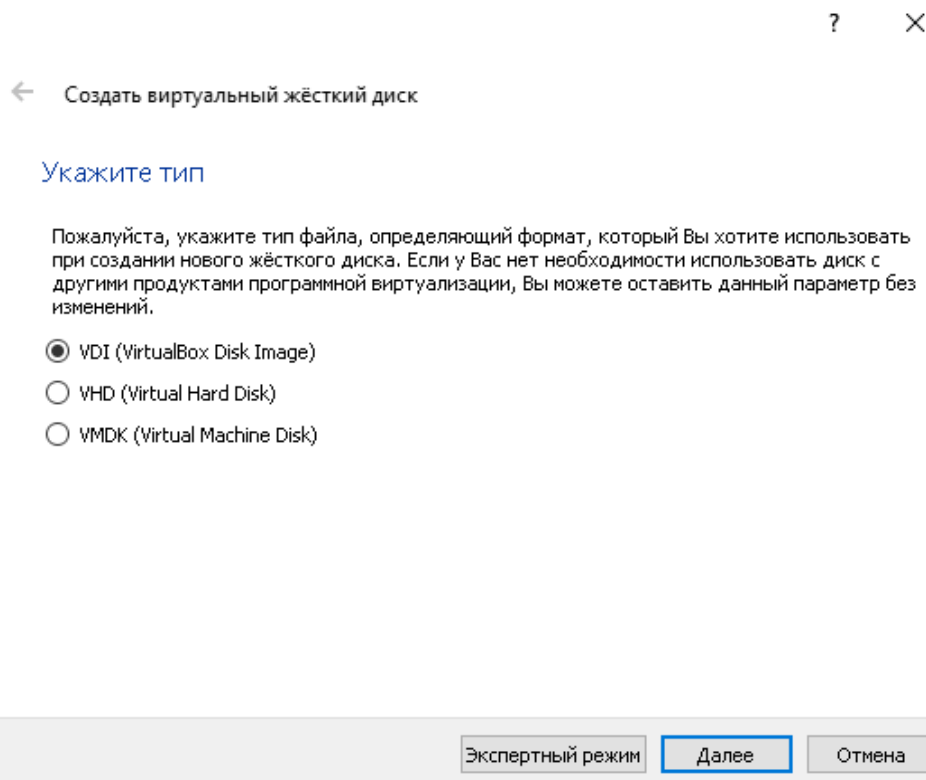 ?
Создать виртуальный жёсткий диск
Укажите тип
Пожалуйста, укажите тип файла, определяющий формат, который Вы хотите использовать
при создании нового жёсткого диска. Если у Вас нет необходимости использовать диск с
другими продуктами программной виртуализации, Вы можете оставить данный параметр без
изменений.
VDI (VirtualBox Disk Image)
VHD (Virtual Hard Disk)
VMDK (Virtual Machine Disk)
Экспертный режим Далее Отмена